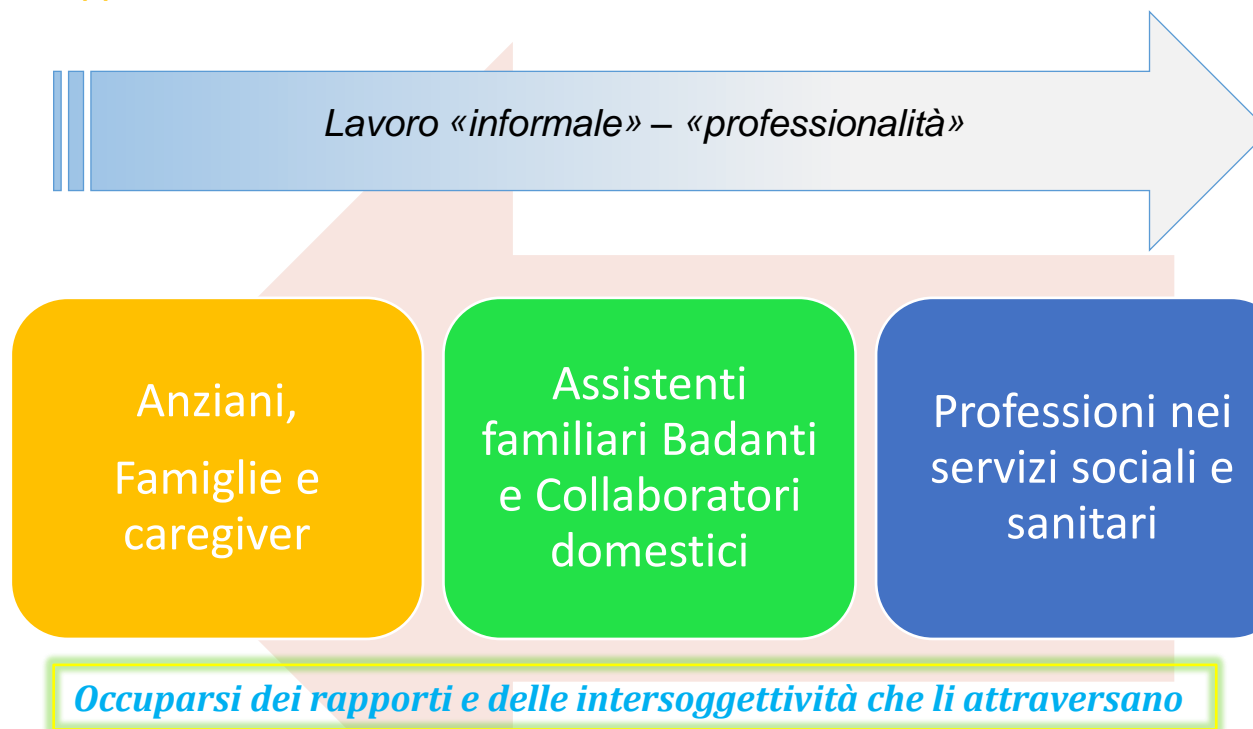 Lavoro «informale» – «professionalità»
Anziani,
Famiglie e
caregiver
Assistenti
familiari Badanti
e Collaboratori
domestici
Professioni nei
servizi sociali e
sanitari
Occuparsi dei rapporti e delle intersoggettività che li attraversano